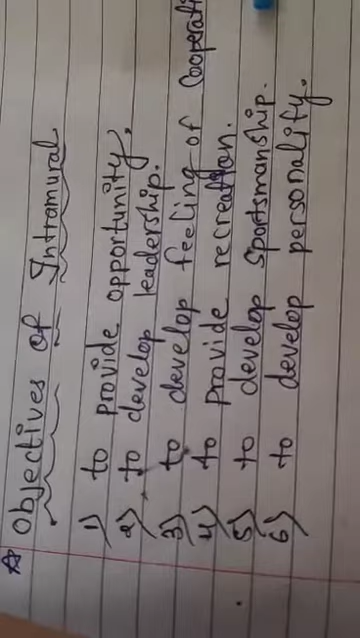 Objectives of Intramural
1) to provide opportunity.
2) to develop leadership.
3) to develop feeling of Cooperati
4) to provide recreation.
5) to develop Sportsmanship.
6) to develop personality.